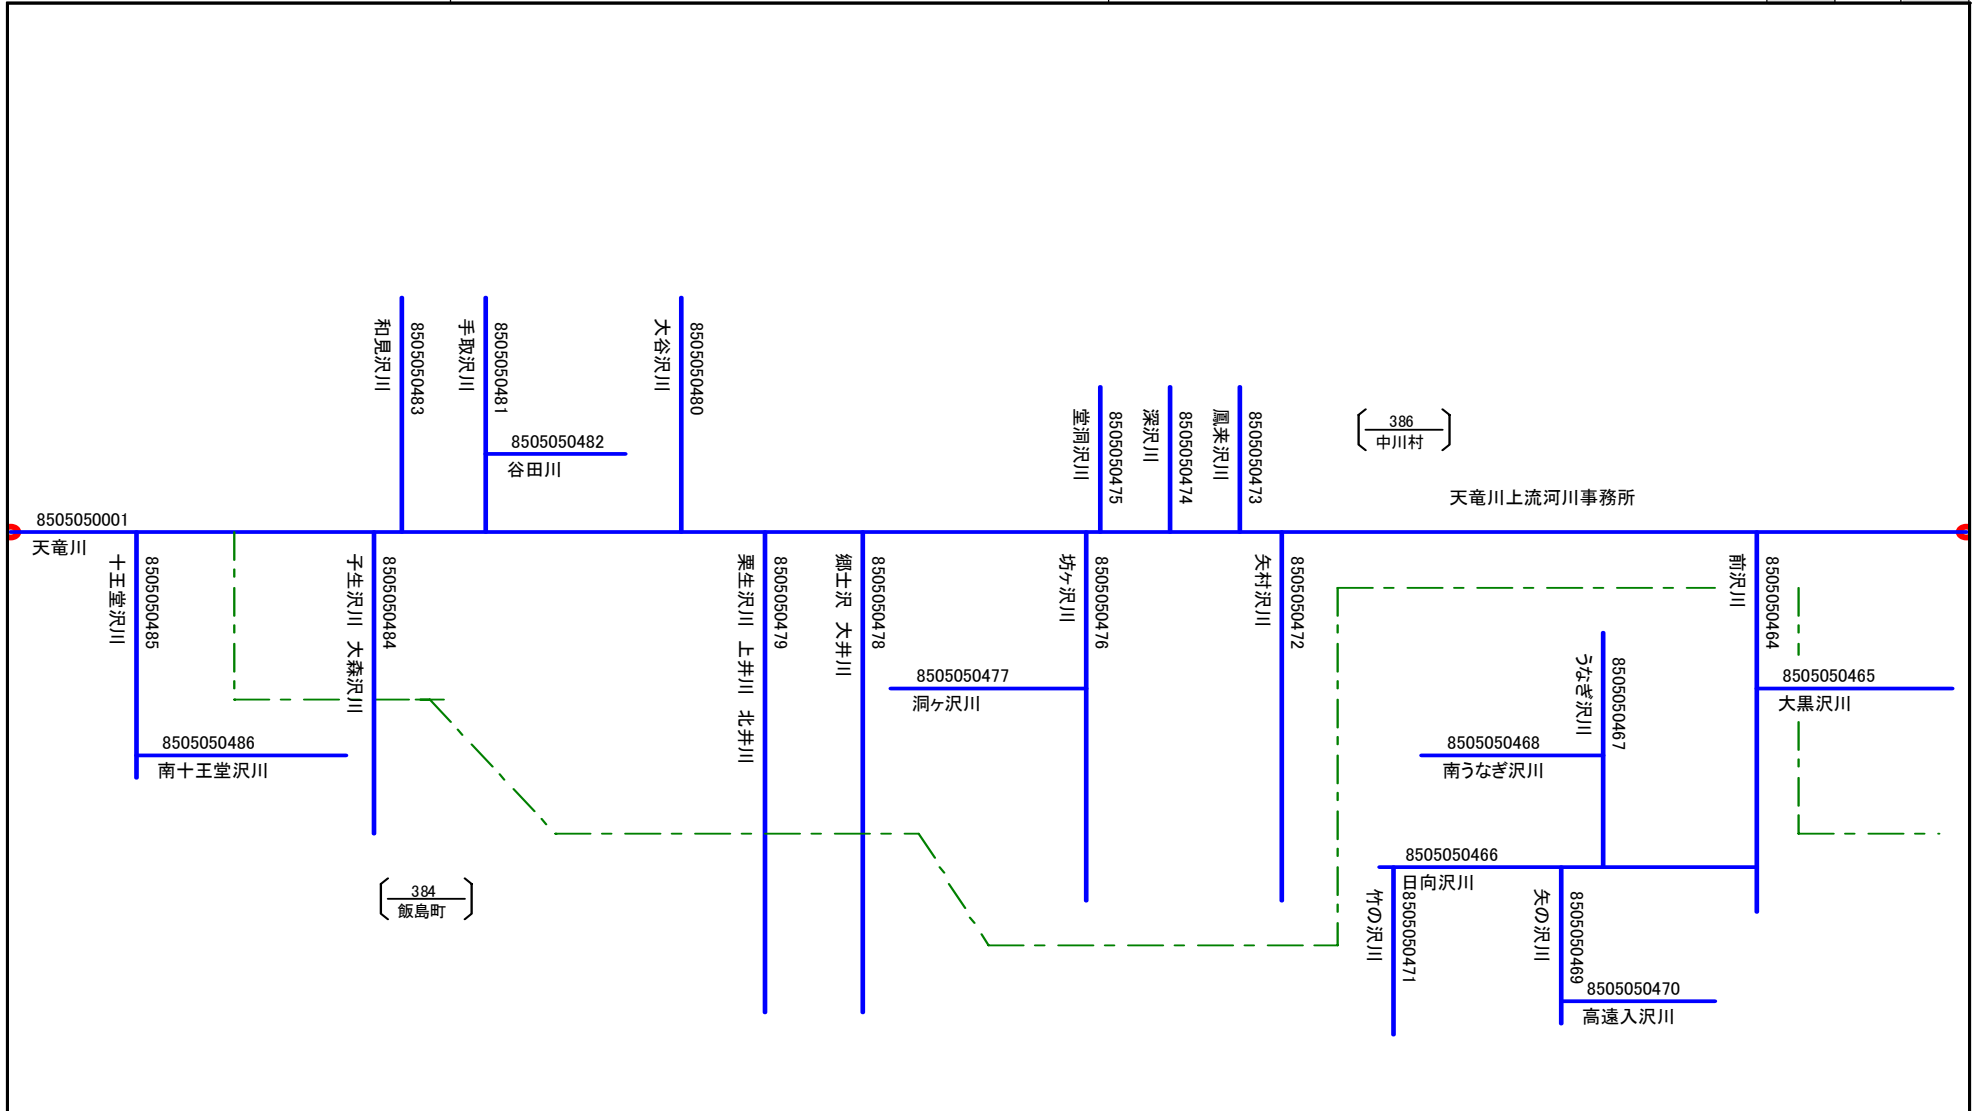 和見沢川
8505050483
手取沢川
8505050481
8505050482
谷田川
大谷沢川
8505050480
堂洞沢川
8505050475
深沢川
8505050474
鳳来沢川
8505050473
386
中川村
天竜川上流河川事務所
8505050001
天竜川
十王堂沢川
8505050485
8505050486
南十王堂沢川
子生沢川 大森沢川
8505050484
栗生沢川 上井川 北井川
8505050479
郷士沢 大井川
8505050478
8505050477
洞ヶ沢川
坊ヶ沢川
8505050476
矢村沢川
8505050472
前沢川
8505050464
8505050465
大黒沢川
うなぎ沢川
8505050467
8505050468
南うなぎ沢川
8505050466
日向沢川
竹の沢川
8505050471
矢の沢川
8505050469
8505050470
高遠入沢川
384
飯島町